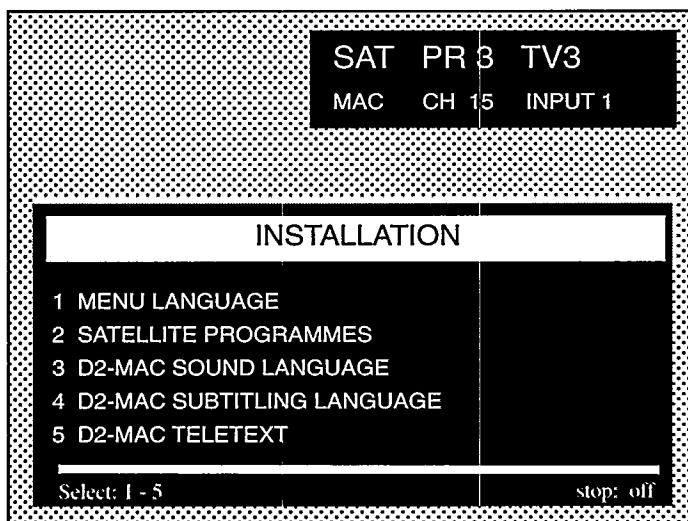 SAT PR 3 TV3
MAC CH 15 INPUT 1
INSTALLATION
1 MENU LANGUAGE
2 SATELLITE PROGRAMMES
3 D2-MAC SOUND LANGUAGE
4 D2-MAC SUBTITLING LANGUAGE
5 D2-MAC TELETEXT
Select: 1 - 5 stop: off